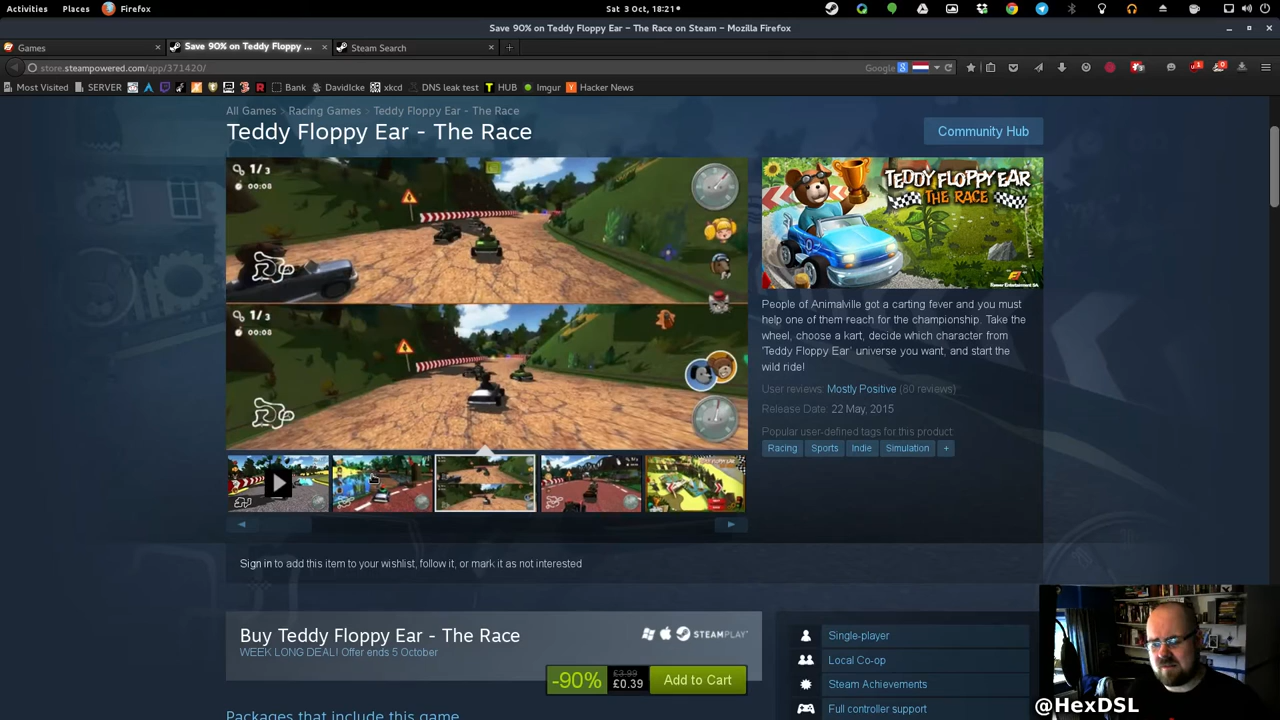 Activities Places Firefox Sat 3 Oct, 18:21
Save 90% on Teddy Floppy Ear – The Race on Steam – Mozilla Firefox
Games × Save 90% on Teddy Floppy ... × Steam Search × +
store.steampowered.com/app/371420/ Google
Most Visited SERVER Bank DavidIcke xkcd DNS leak test HUB Imgur Hacker News
All Games > Racing Games > Teddy Floppy Ear - The Race
Teddy Floppy Ear - The Race
Community Hub
1/3
00:08
1/3
00:08
TEDDY FLOPPY EAR
THE RACE
Forever Entertainment SA
People of Animalville got a carting fever and you must
help one of them reach for the championship. Take the
wheel, choose a kart, decide which character from
'Teddy Floppy Ear' universe you want, and start the
wild ride!
User reviews: Mostly Positive (80 reviews)
Release Date: 22 May, 2015
Popular user-defined tags for this product:
Racing Sports Indie Simulation +
Sign in to add this item to your wishlist, follow it, or mark it as not interested
Buy Teddy Floppy Ear - The Race
STEAMPLAY
WEEK LONG DEAL! Offer ends 5 October
-90% £3.99 £0.39 Add to Cart
Single-player
Local Co-op
Steam Achievements
Full controller support
Packages that include this game
@HexDSL